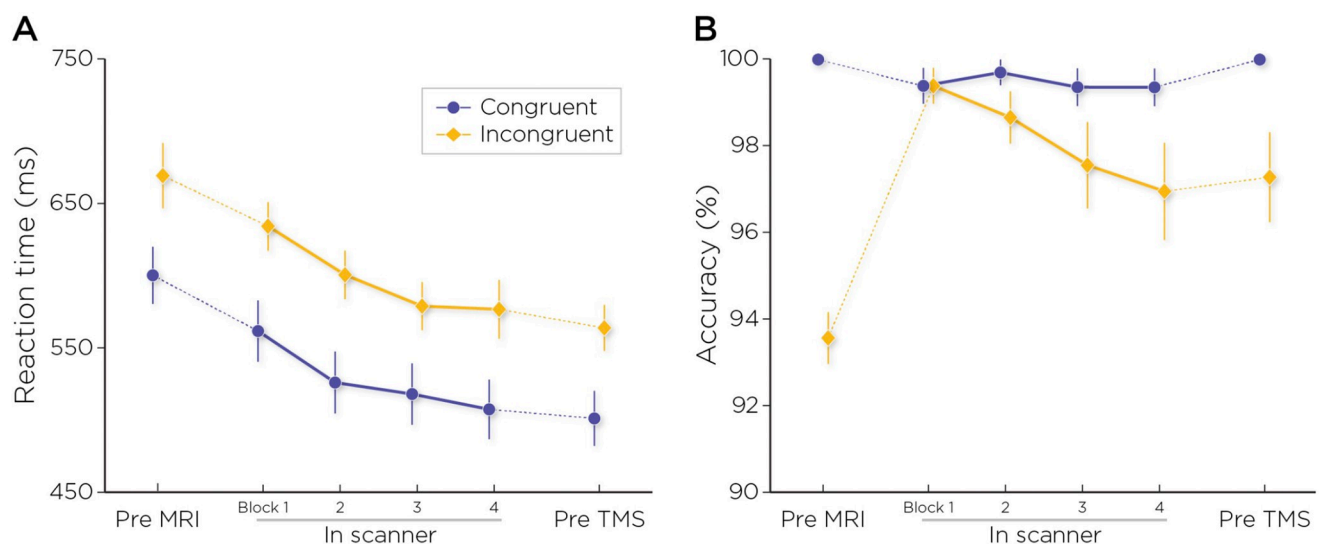 A
750
650
550
450
Reaction time (ms)
Congruent
Incongruent
Pre MRI
Block 1
2
3
4
In scanner
Pre TMS
B
100
98
96
94
92
90
Accuracy (%)
Pre MRI
Block 1
2
3
4
In scanner
Pre TMS